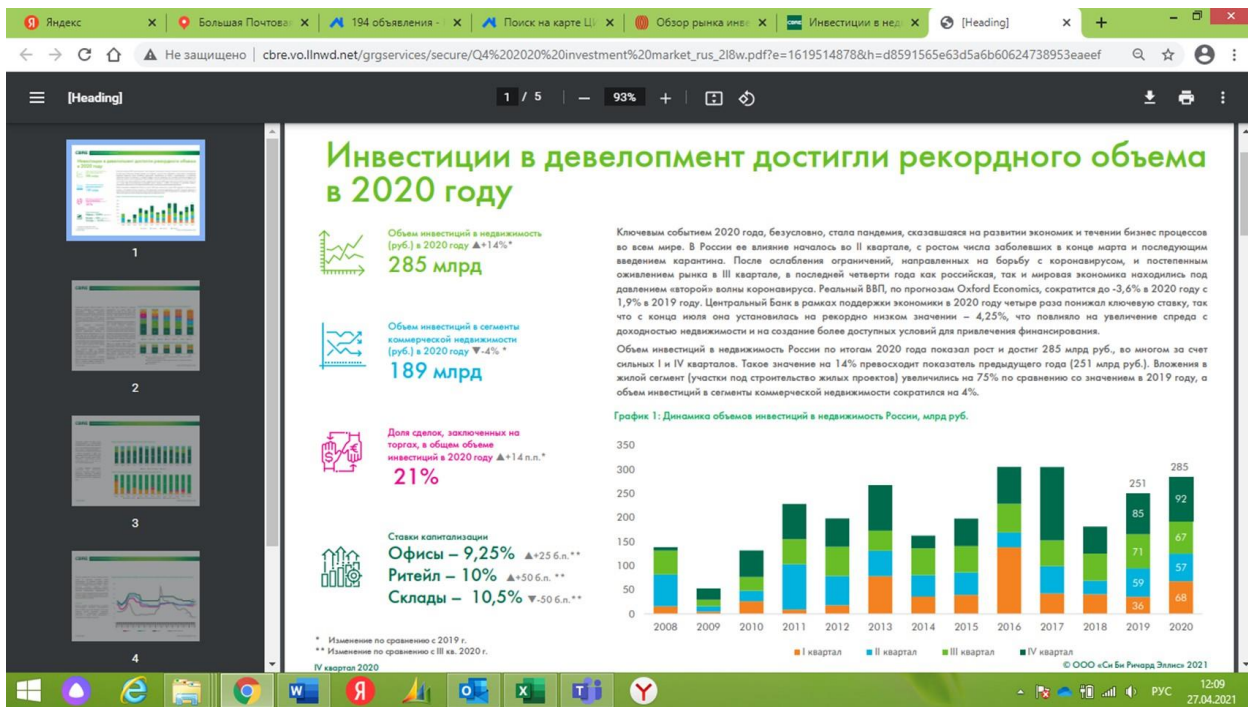 Яндекс
Большая Почтова
194 объявления -
Поиск на карте Ц
Обзор рынка инве
Инвестиции в нед
[Heading]
Не защищено
cbre.vo.llnwd.net/grgservices/secure/Q4%202020%20investment%20market_rus_2l8w.pdf?e=1619514878&h=d8591565e63d5a6b60624738953eaeef
[Heading]
1 / 5
93%
1
2
3
4
Инвестиции в девелопмент достигли рекордного объема
в 2020 году
Объем инвестиций в недвижимость
(руб.) в 2020 году ▲+14%*
285 млрд
Объем инвестиций в сегменты
коммерческой недвижимости
(руб.) в 2020 году ▼-4% *
189 млрд
Доля сделок, заключенных на
торгах, в общем объеме
инвестиций в 2020 году ▲+14 п.п.*
21%
Ставки капитализации
Офисы – 9,25% ▲+25 б.п.**
Ритейл – 10% ▲+50 б.п. **
Склады – 10,5% ▼-50 б.п.**
* Изменение по сравнению с 2019 г.
** Изменение по сравнению с III кв. 2020 г.
IV квартал 2020
Ключевым событием 2020 года, безусловно, стала пандемия, сказавшаяся на развитии экономик и течении бизнес процессов
во всем мире. В России ее влияние началось во II квартале, с ростом числа заболевших в конце марта и последующим
введением карантина. После ослабления ограничений, направленных на борьбу с коронавирусом, и постепенным
оживлением рынка в III квартале, в последней четверти года как российская, так и мировая экономика находились под
давлением «второй» волны коронавируса. Реальный ВВП, по прогнозам Oxford Economics, сократится до -3,6% в 2020 году с
1,9% в 2019 году. Центральный Банк в рамках поддержки экономики в 2020 году четыре раза понижал ключевую ставку, так
что с конца июля она установилась на рекордно низком значении – 4,25%, что повлияло на увеличение спреда с
доходностью недвижимости и на создание более доступных условий для привлечения финансирования.
Объем инвестиций в недвижимость России по итогам 2020 года показал рост и достиг 285 млрд руб., во многом за счет
сильных I и IV кварталов. Такое значение на 14% превосходит показатель предыдущего года (251 млрд руб.). Вложения в
жилой сегмент (участки под строительство жилых проектов) увеличились на 75% по сравнению со значением в 2019 году, а
объем инвестиций в сегменты коммерческой недвижимости сократился на 4%.
График 1: Динамика объемов инвестиций в недвижимость России, млрд руб.
350
300
250
200
150
100
50
0
251
85
71
59
36
285
92
67
57
68
2008 2009 2010 2011 2012 2013 2014 2015 2016 2017 2018 2019 2020
I квартал II квартал III квартал IV квартал
© ООО «Си Би Ричард Эллис» 2021
РУС
12:09
27.04.2021